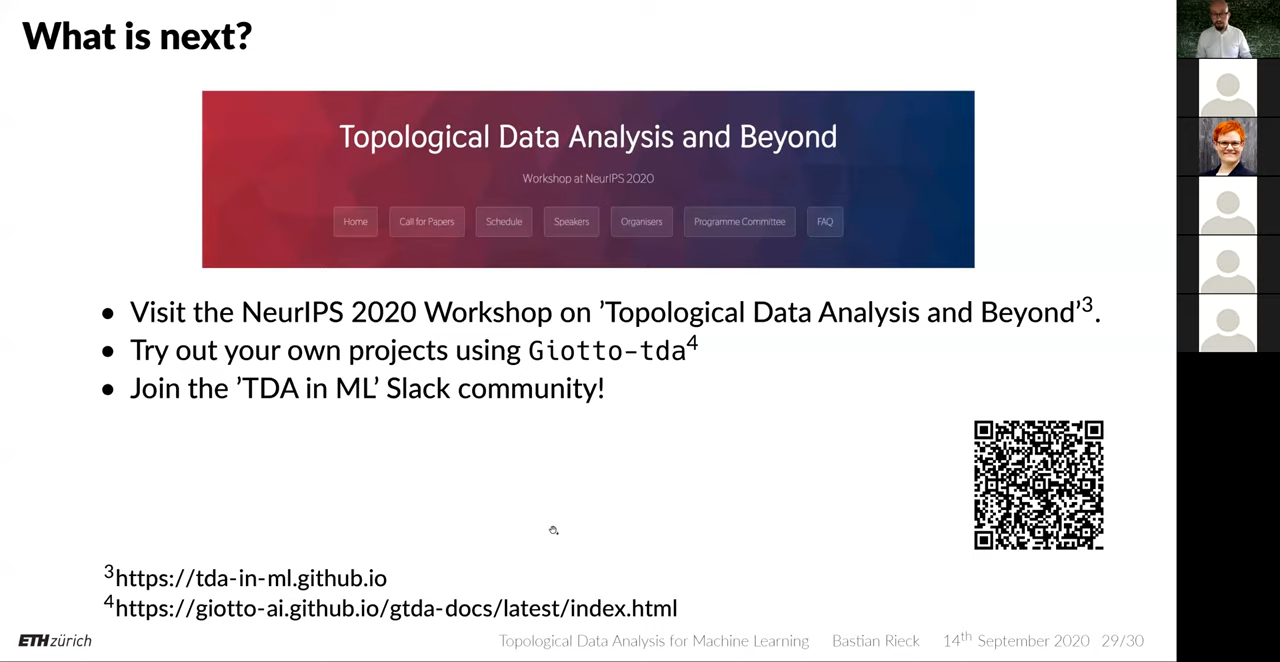 What is next?
Topological Data Analysis and Beyond
Workshop at NeurIPS 2020
Home Call for Papers Schedule Speakers Organisers Programme Committee FAQ
• Visit the NeurIPS 2020 Workshop on ’Topological Data Analysis and Beyond’³.
• Try out your own projects using Giotto-tda⁴
• Join the ’TDA in ML’ Slack community!
³https://tda-in-ml.github.io
⁴https://giotto-ai.github.io/gtda-docs/latest/index.html
ETH zürich Topological Data Analysis for Machine Learning Bastian Rieck 14th September 2020 29/30